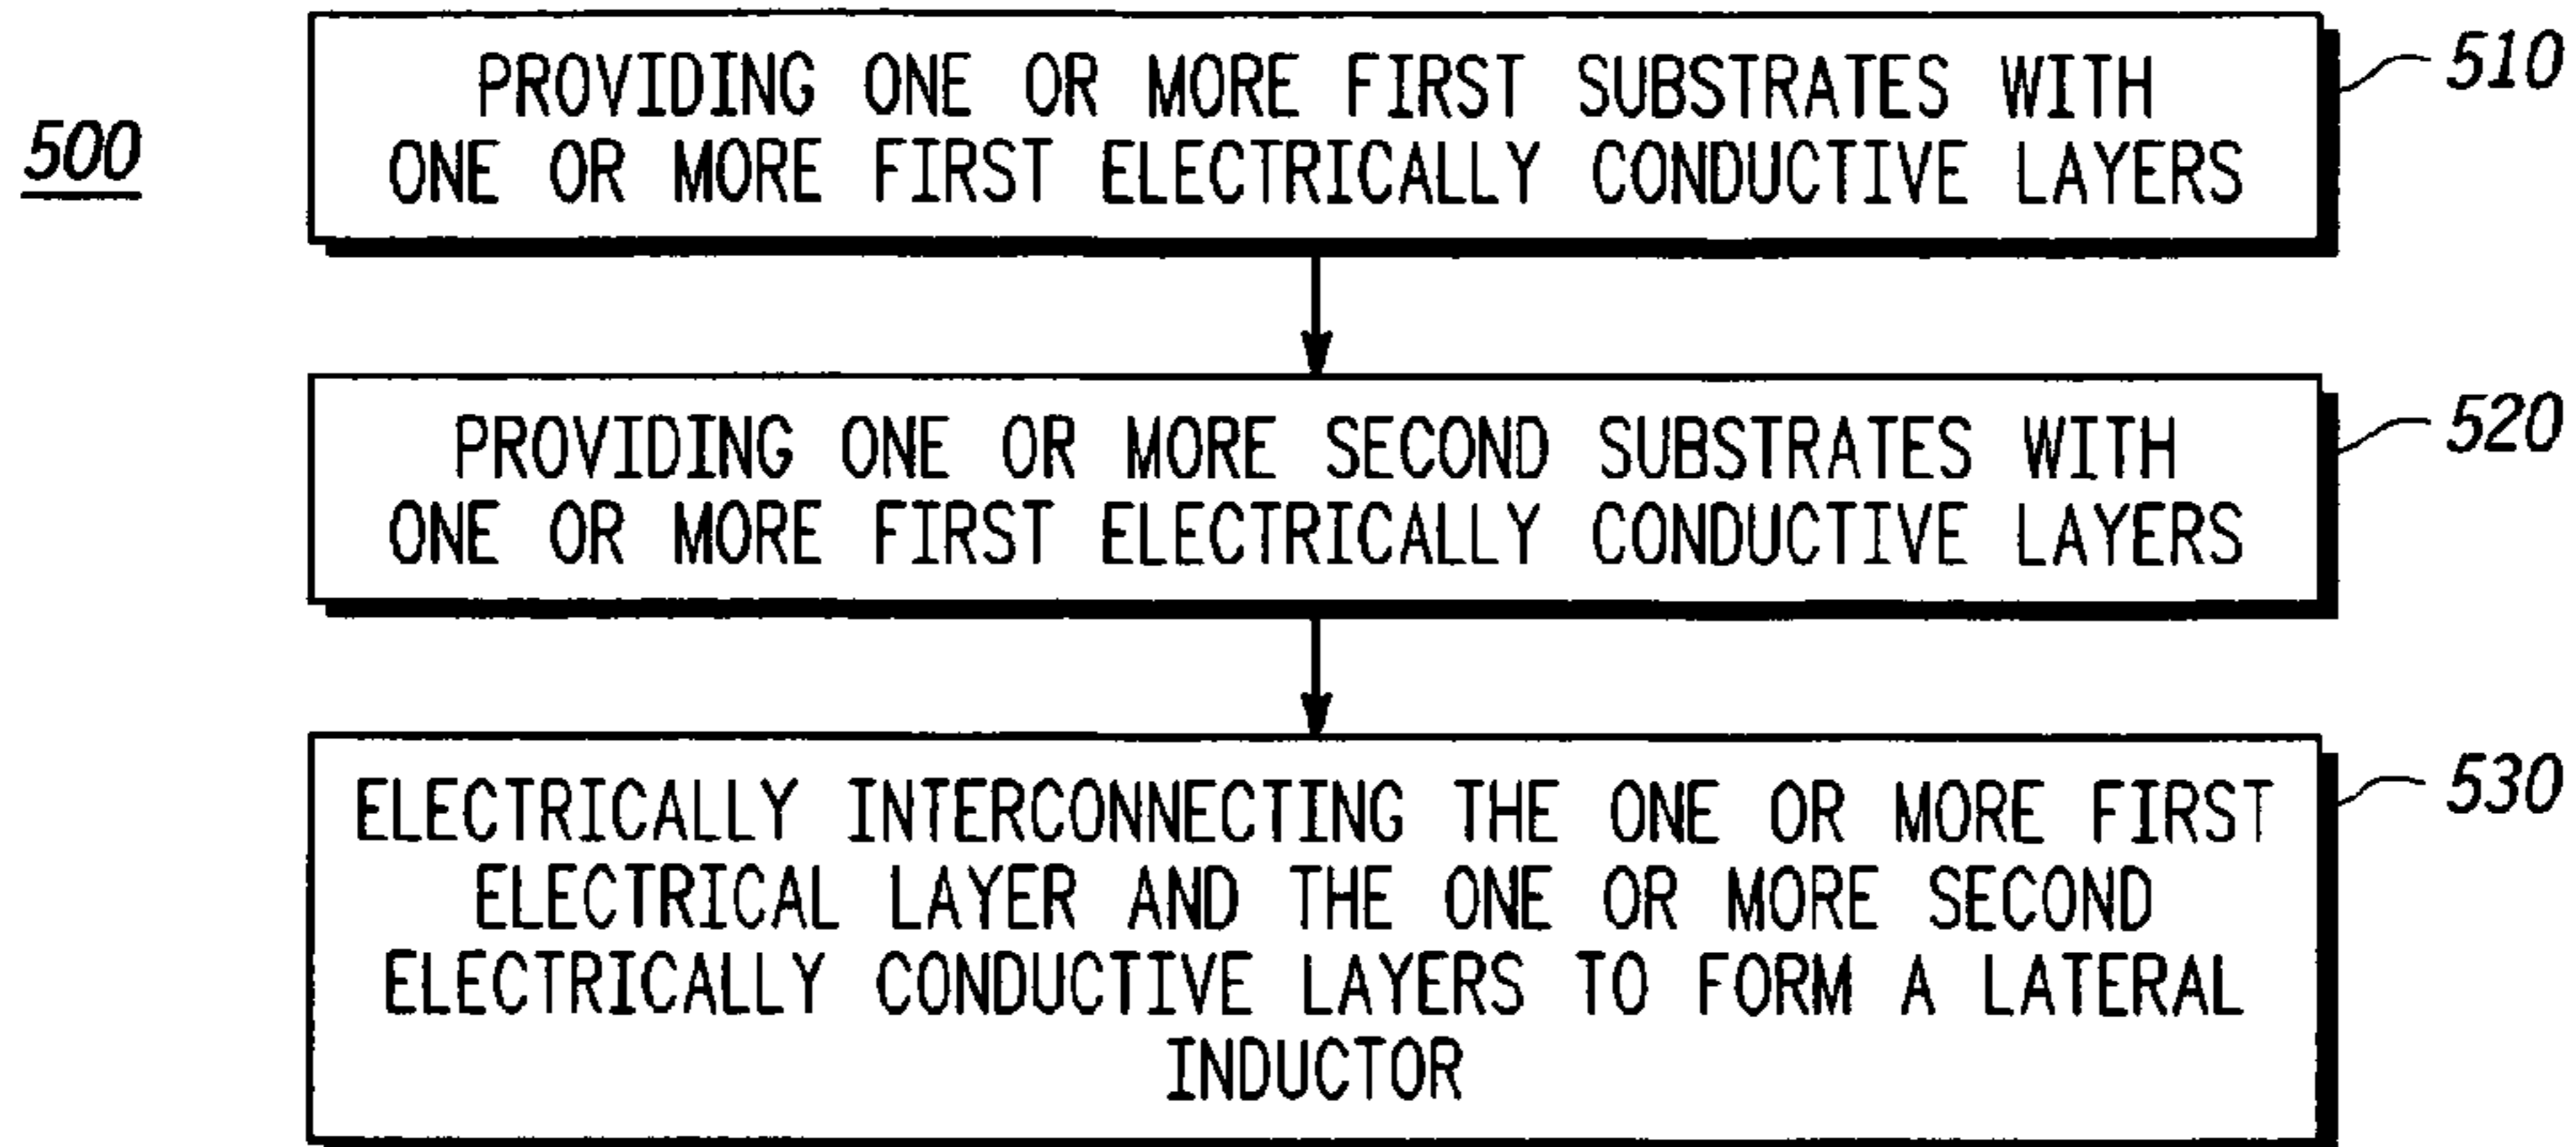 500
PROVIDING ONE OR MORE FIRST SUBSTRATES WITH
ONE OR MORE FIRST ELECTRICALLY CONDUCTIVE LAYERS
510
PROVIDING ONE OR MORE SECOND SUBSTRATES WITH
ONE OR MORE FIRST ELECTRICALLY CONDUCTIVE LAYERS
520
ELECTRICALLY INTERCONNECTING THE ONE OR MORE FIRST
ELECTRICAL LAYER AND THE ONE OR MORE SECOND
ELECTRICALLY CONDUCTIVE LAYERS TO FORM A LATERAL
INDUCTOR
530